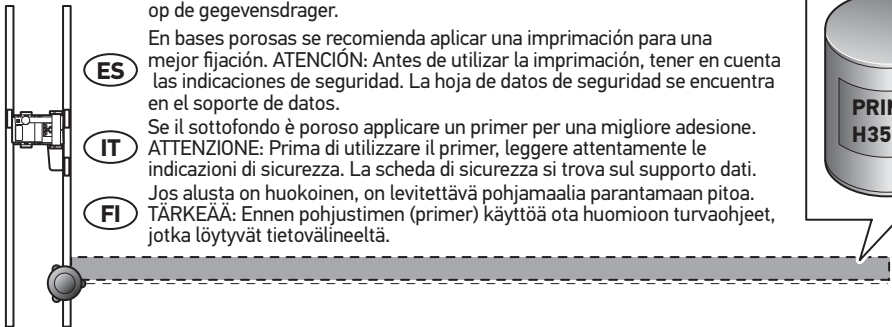 op de gegevensdrager.
ES
En bases porosas se recomienda aplicar una imprimación para una
mejor fijación. ATENCIÓN: Antes de utilizar la imprimación, tener en cuenta
las indicaciones de seguridad. La hoja de datos de seguridad se encuentra
en el soporte de datos.
IT
Se il sottofondo è poroso applicare un primer per una migliore adesione.
ATTENZIONE: Prima di utilizzare il primer, leggere attentamente le
indicazioni di sicurezza. La scheda di sicurezza si trova sul supporto dati.
FI
Jos alusta on huokoinen, on levitettävä pohjamaalia parantamaan pitoa.
TÄRKEÄÄ: Ennen pohjustimen (primer) käyttöä ota huomioon turvaohjeet,
jotka löytyvät tietovälineeltä.
H35